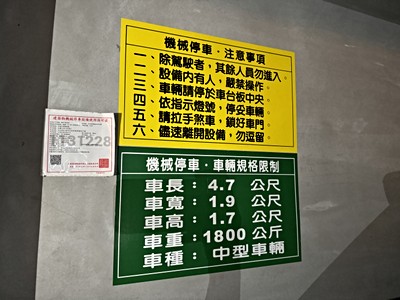 機械停車・注意事項
一、除駕駛者，其餘人員勿進入。
二、設備內有人，嚴禁操作。
三、車輛請停於車台板中央。
四、依指示燈號，停妥車輛。
五、請拉手煞車，鎖好車門。
六、儘速離開設備，勿逗留。
113T228
機械停車・車輛規格限制
車長：4.7 公尺
車寬：1.9 公尺
車高：1.7 公尺
車重：1800公斤
車種：中型車輛